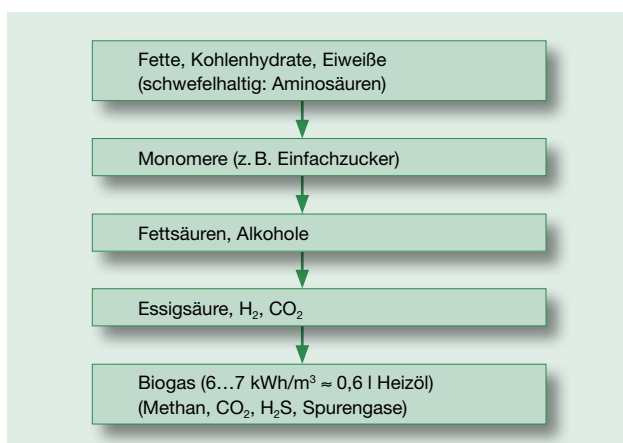 Fette, Kohlenhydrate, Eiweiße
(schwefelhaltig: Aminosäuren)
Monomere (z. B. Einfachzucker)
Fettsäuren, Alkohole
Essigsäure, H₂, CO₂
Biogas (6…7 kWh/m³ ≈ 0,6 l Heizöl)
(Methan, CO₂, H₂S, Spurengase)